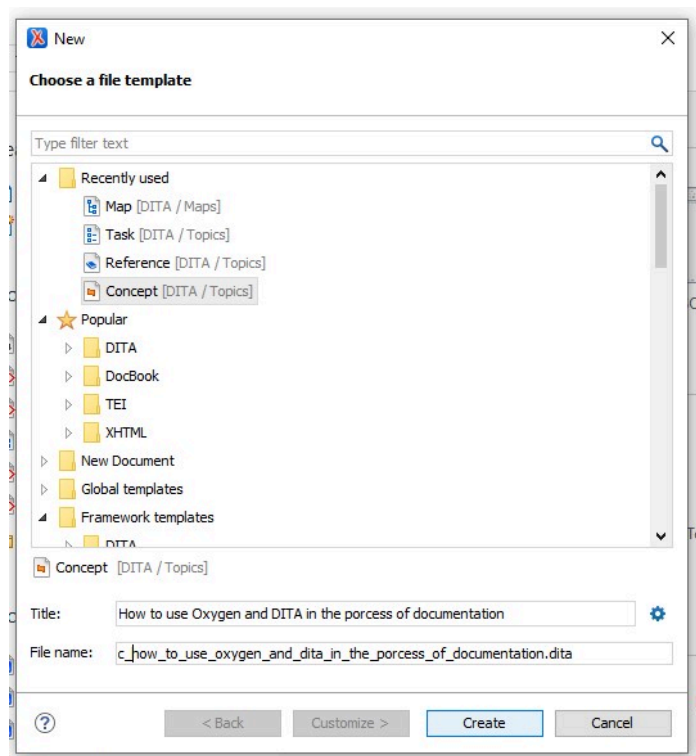 New
Choose a file template
Type filter text
Recently used
Map [DITA / Maps]
Task [DITA / Topics]
Reference [DITA / Topics]
Concept [DITA / Topics]
Popular
DITA
DocBook
TEI
XHTML
New Document
Global templates
Framework templates
DITA
Concept [DITA / Topics]
Title: How to use Oxygen and DITA in the porcess of documentation
File name: c_how_to_use_oxygen_and_dita_in_the_porcess_of_documentation.dita
? < Back Customize > Create Cancel